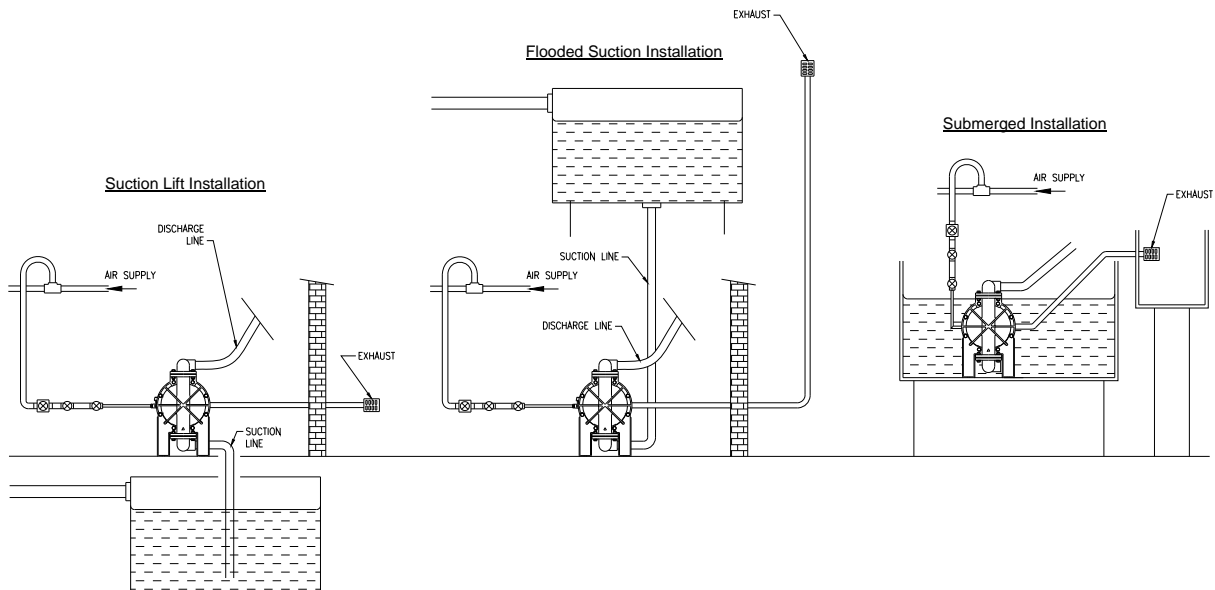 Suction Lift Installation
DISCHARGE
LINE
AIR SUPPLY
EXHAUST
SUCTION
LINE
Flooded Suction Installation
EXHAUST
SUCTION LINE
AIR SUPPLY
DISCHARGE LINE
Submerged Installation
AIR SUPPLY
EXHAUST